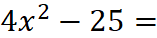 4x² − 25 =